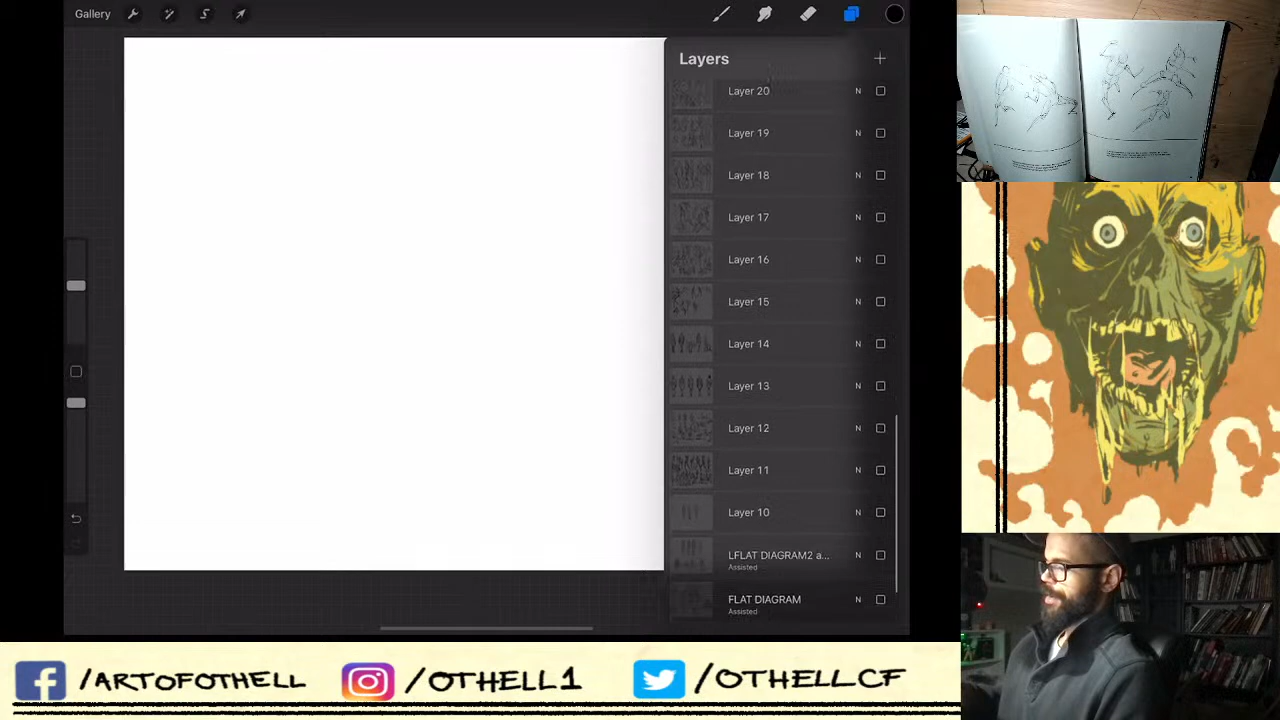 Gallery
Layers
Layer 20
N
Layer 19
N
Layer 18
N
Layer 17
N
Layer 16
N
Layer 15
N
Layer 14
N
Layer 13
N
Layer 12
N
Layer 11
N
Layer 10
N
LFLAT DIAGRAM2 a...
N
Assisted
FLAT DIAGRAM
N
Assisted
/ARTOFOTHELL
/OTHELL1
/OTHELLCF